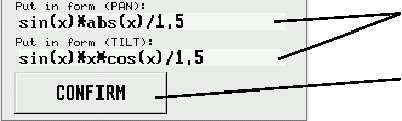 Put in form (PAN):
sin(x)*abs(x)/1,5
Put in form (TILT):
sin(x)*x*cos(x)/1,5
CONFIRM